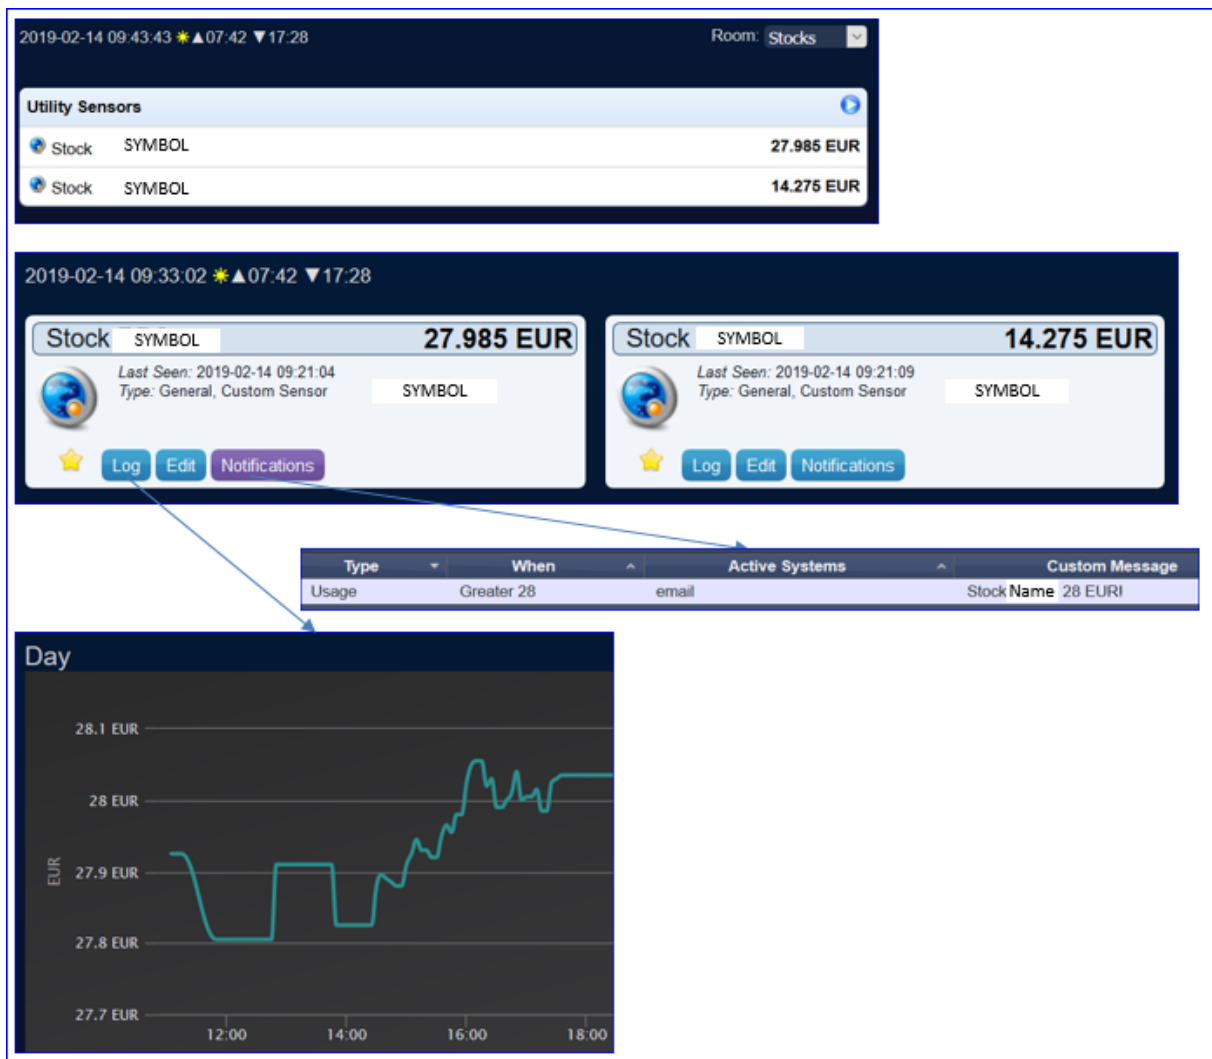 2019-02-14 09:43:43 ☀▲07:42 ▼17:28 Room: Stocks
Utility Sensors
Stock SYMBOL 27.985 EUR
Stock SYMBOL 14.275 EUR
2019-02-14 09:33:02 ☀▲07:42 ▼17:28
Stock SYMBOL 27.985 EUR
Last Seen: 2019-02-14 09:21:04
Type: General, Custom Sensor SYMBOL
Log Edit Notifications
Stock SYMBOL 14.275 EUR
Last Seen: 2019-02-14 09:21:09
Type: General, Custom Sensor SYMBOL
Log Edit Notifications
Type When Active Systems Custom Message
Usage Greater 28 email Stock Name 28 EUR!
Day
28.1 EUR
28 EUR
27.9 EUR
27.8 EUR
27.7 EUR
EUR
12:00 14:00 16:00 18:00